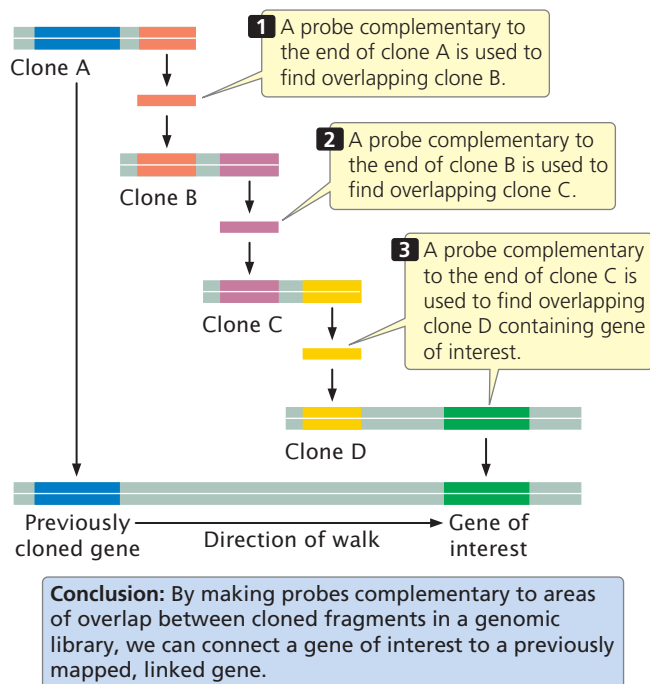 1 A probe complementary to
the end of clone A is used to
find overlapping clone B.
Clone A
2 A probe complementary to
the end of clone B is used to
find overlapping clone C.
Clone B
3 A probe complementary
to the end of clone C is
used to find overlapping
clone D containing gene
of interest.
Clone C
Clone D
Previously
cloned gene
Direction of walk
Gene of
interest
Conclusion: By making probes complementary to areas
of overlap between cloned fragments in a genomic
library, we can connect a gene of interest to a previously
mapped, linked gene.